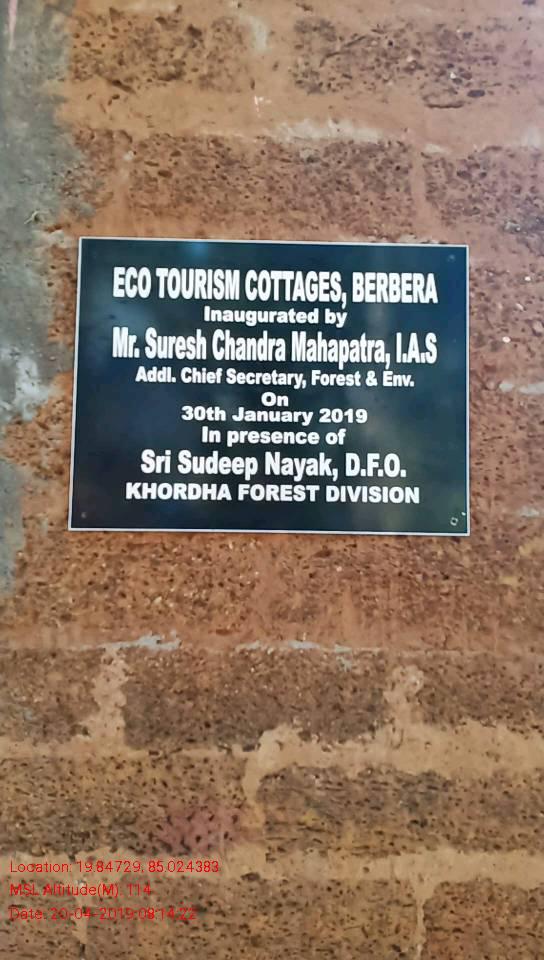 ECO TOURISM COTTAGES, BERBERA
Inaugurated by
Mr. Suresh Chandra Mahapatra, I.A.S
Addl. Chief Secretary, Forest & Env.
On
30th January 2019
In presence of
Sri Sudeep Nayak, D.F.O.
KHORDHA FOREST DIVISION
Location: 19.84729, 85.024383
MSL Altitude(M): 114
Date: 20-04-2019:08:14:22